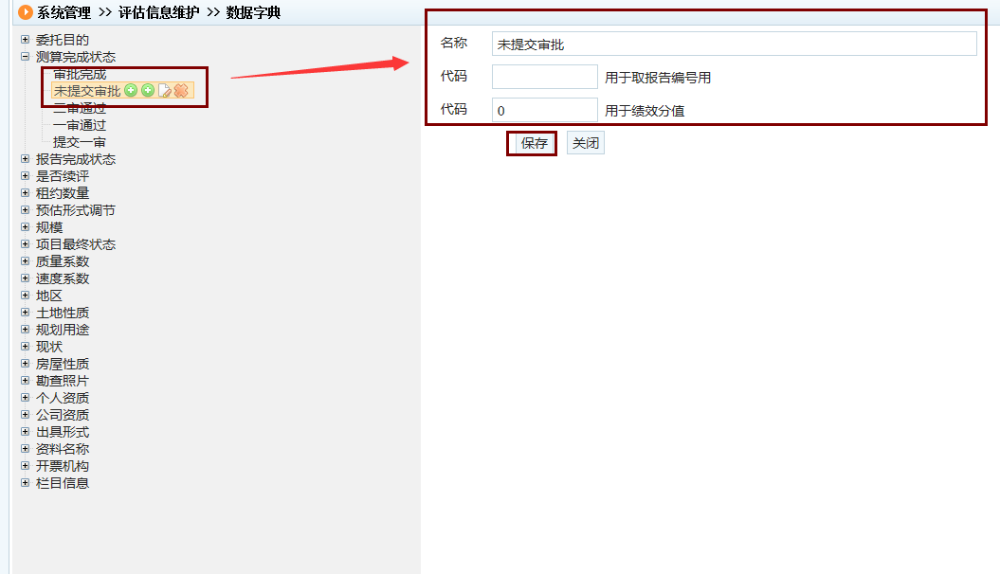 系统管理 >> 评估信息维护 >> 数据字典
委托目的
测算完成状态
审批完成
未提交审批
二审通过
一审通过
提交一审
报告完成状态
是否续评
租约数量
预估形式调节
规模
项目最终状态
质量系数
速度系数
地区
土地性质
规划用途
现状
房屋性质
勘查照片
个人资质
公司资质
出具形式
资料名称
开票机构
栏目信息
名称 未提交审批
代码 用于取报告编号用
代码 0 用于绩效分值
保存 关闭